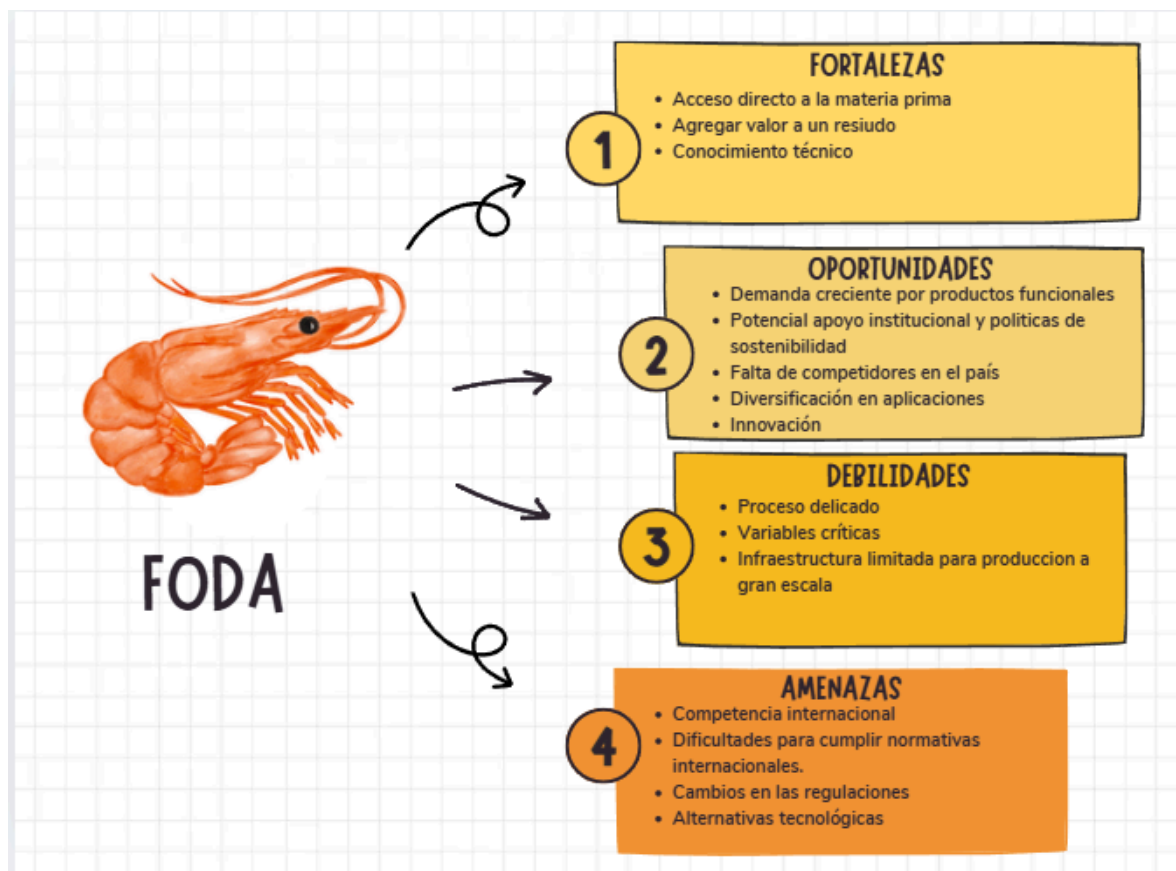 FORTALEZAS
• Acceso directo a la materia prima
• Agregar valor a un resiudo
• Conocimiento técnico
1
OPORTUNIDADES
• Demanda creciente por productos funcionales
• Potencial apoyo institucional y politicas de
sostenibilidad
• Falta de competidores en el país
• Diversificación en aplicaciones
• Innovación
2
DEBILIDADES
• Proceso delicado
• Variables críticas
• Infraestructura limitada para produccion a
gran escala
3
FODA
AMENAZAS
• Competencia internacional
• Dificultades para cumplir normativas
internacionales.
• Cambios en las regulaciones
• Alternativas tecnológicas
4